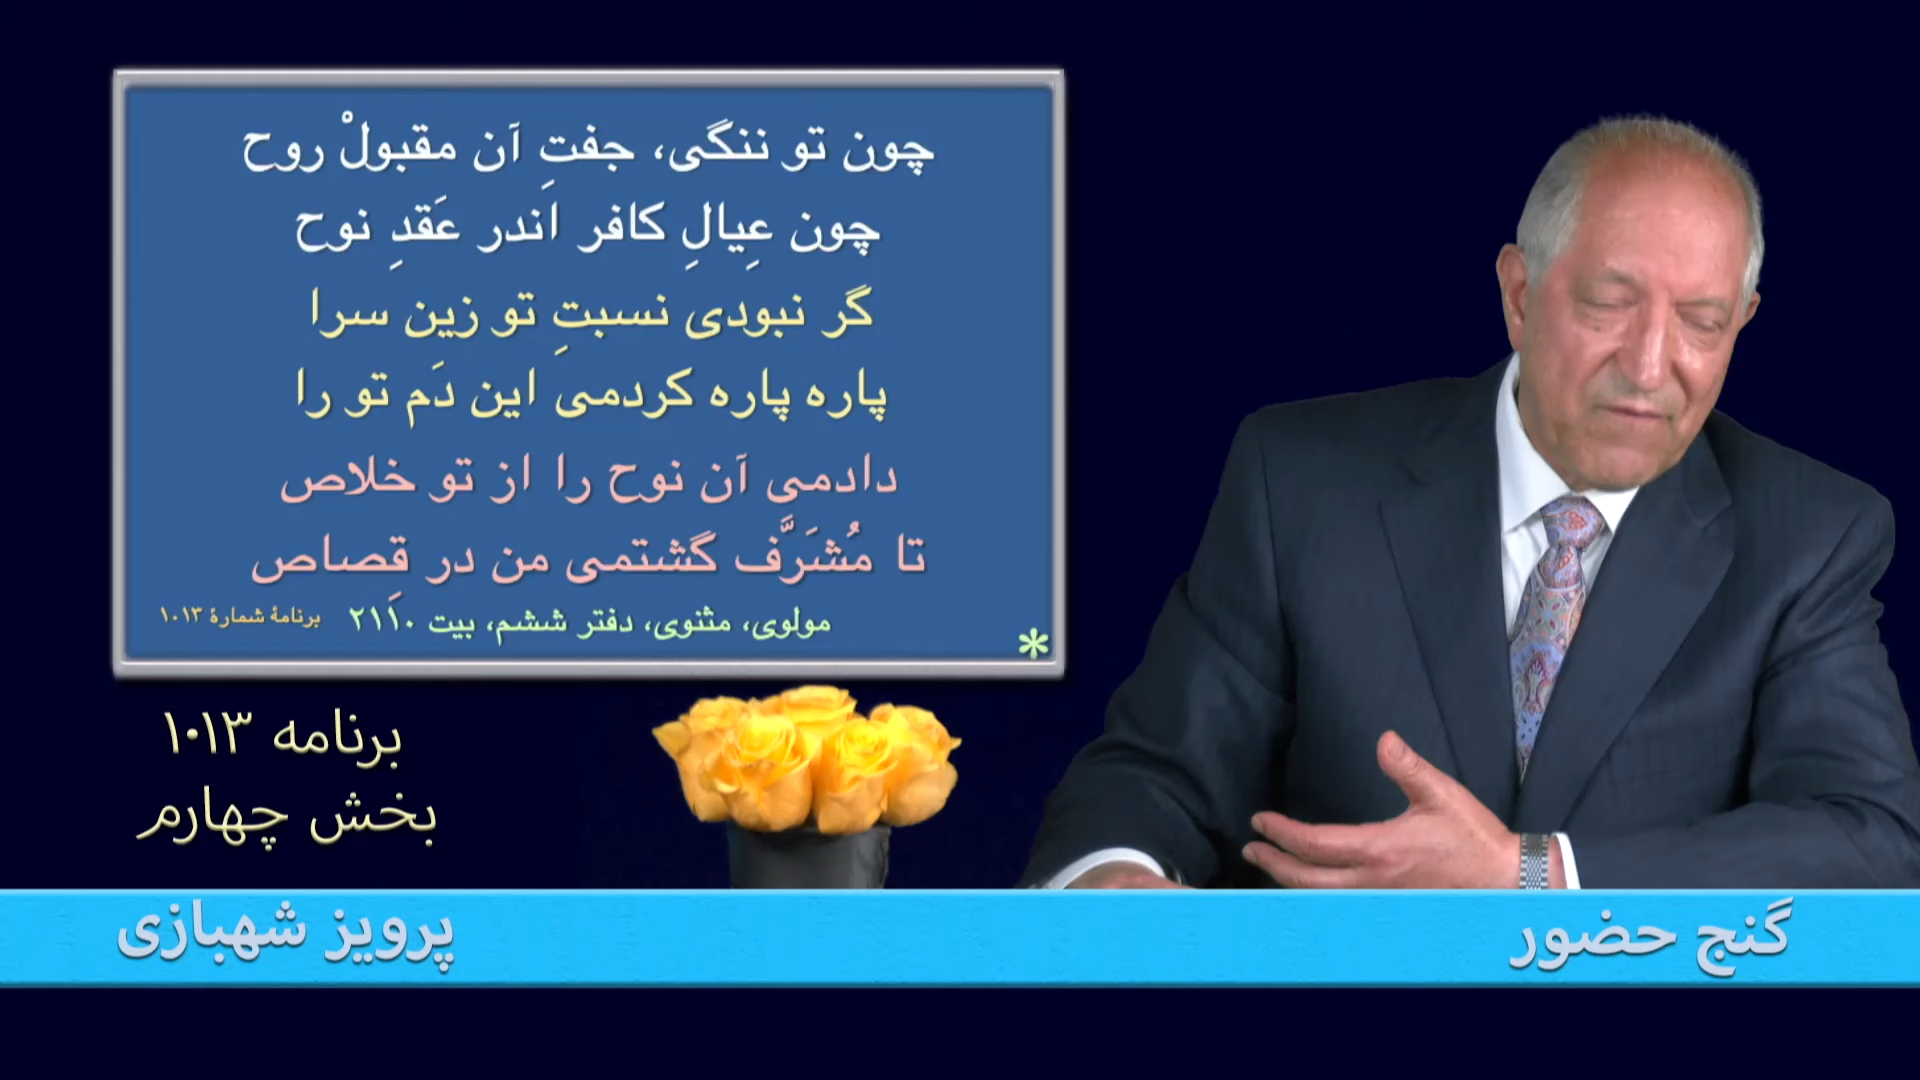 چون تو ننگی، جفتِ آن مقبولْ روح
چون عِیالِ کافر اَندر عَقدِ نوح
گر نبودی نسبتِ تو زین سرا
پاره پاره کردمی این دَم تو را
دادمی آن نوح را از تو خلاص
تا مُشَرَّف گشتمی من در قِصاص
مولوی، مثنوی، دفتر ششم، بیت ۲۱۱۰
برنامهٔ شمارهٔ ۱۰۱۳
*
برنامه ۱۰۱۳
بخش چهارم
گنج حضور
پرویز شهبازی